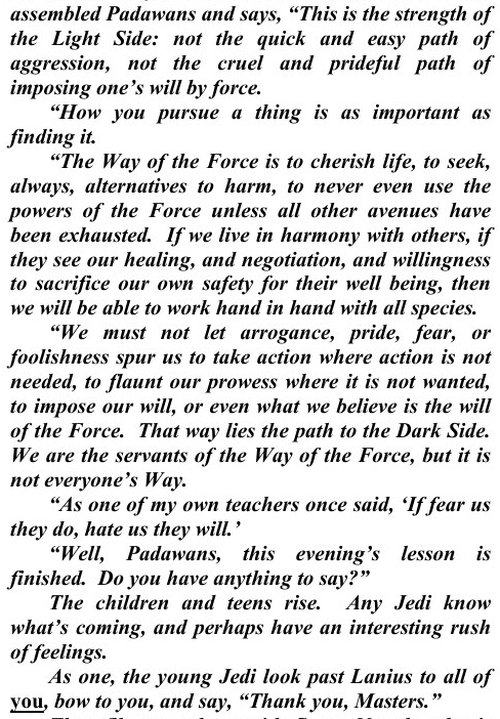 assembled Padawans and says, “This is the strength of
the Light Side: not the quick and easy path of
aggression, not the cruel and prideful path of
imposing one’s will by force.
“How you pursue a thing is as important as
finding it.
“The Way of the Force is to cherish life, to seek,
always, alternatives to harm, to never even use the
powers of the Force unless all other avenues have
been exhausted. If we live in harmony with others, if
they see our healing, and negotiation, and willingness
to sacrifice our own safety for their well being, then
we will be able to work hand in hand with all species.
“We must not let arrogance, pride, fear, or
foolishness spur us to take action where action is not
needed, to flaunt our prowess where it is not wanted,
to impose our will, or even what we believe is the will
of the Force. That way lies the path to the Dark Side.
We are the servants of the Way of the Force, but it is
not everyone’s Way.
“As one of my own teachers once said, ‘If fear us
they do, hate us they will.’
“Well, Padawans, this evening’s lesson is
finished. Do you have anything to say?”
The children and teens rise. Any Jedi know
what’s coming, and perhaps have an interesting rush
of feelings.
As one, the young Jedi look past Lanius to all of
you, bow to you, and say, “Thank you, Masters.”